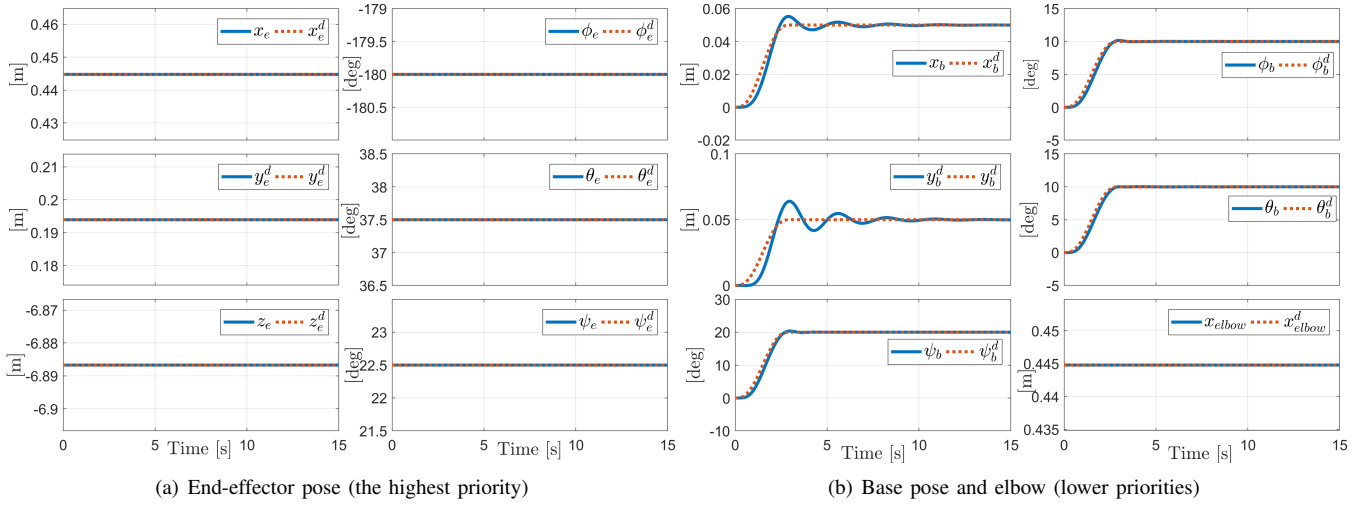 0.46
0.45
0.44
0.43
[m]
x_e x_e^d
-179
-179.5
-180
-180.5
[deg]
ϕ_e ϕ_e^d
0.06
0.04
0.02
0
-0.02
[m]
x_b x_b^d
15
10
5
0
-5
[deg]
ϕ_b ϕ_b^d
0.21
0.2
0.19
0.18
[m]
y_e^d y_e^d
38.5
38
37.5
37
36.5
[deg]
θ_e θ_e^d
0.1
0.05
0
[m]
y_b^d y_b^d
15
10
5
0
-5
[deg]
θ_b θ_b^d
-6.87
-6.88
-6.89
-6.9
[m]
z_e z_e^d
0 5 10 15
Time [s]
23
22.5
22
21.5
[deg]
ψ_e ψ_e^d
0 5 10 15
Time [s]
30
20
10
0
-10
[deg]
ψ_b ψ_b^d
0 5 10 15
Time [s]
0.45
0.445
0.44
0.435
[m]
x_{elbow} x_{elbow}^d
0 5 10 15
Time [s]
(a) End-effector pose (the highest priority)
(b) Base pose and elbow (lower priorities)